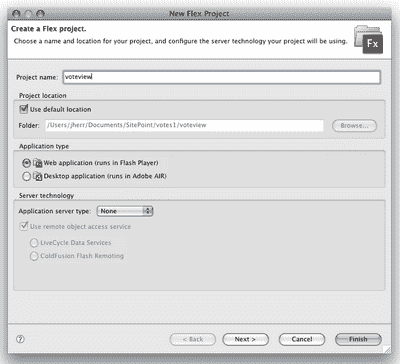 New Flex Project
Create a Flex project.
Choose a name and location for your project, and configure the server technology your project will be using.
Fx
Project name: voteview
Project location
Use default location
Folder: /Users/jherr/Documents/SitePoint/votes1/voteview Browse...
Application type
Web application (runs in Flash Player)
Desktop application (runs in Adobe AIR)
Server technology
Application server type: None
Use remote object access service
LiveCycle Data Services
ColdFusion Flash Remoting
? < Back Next > Cancel Finish